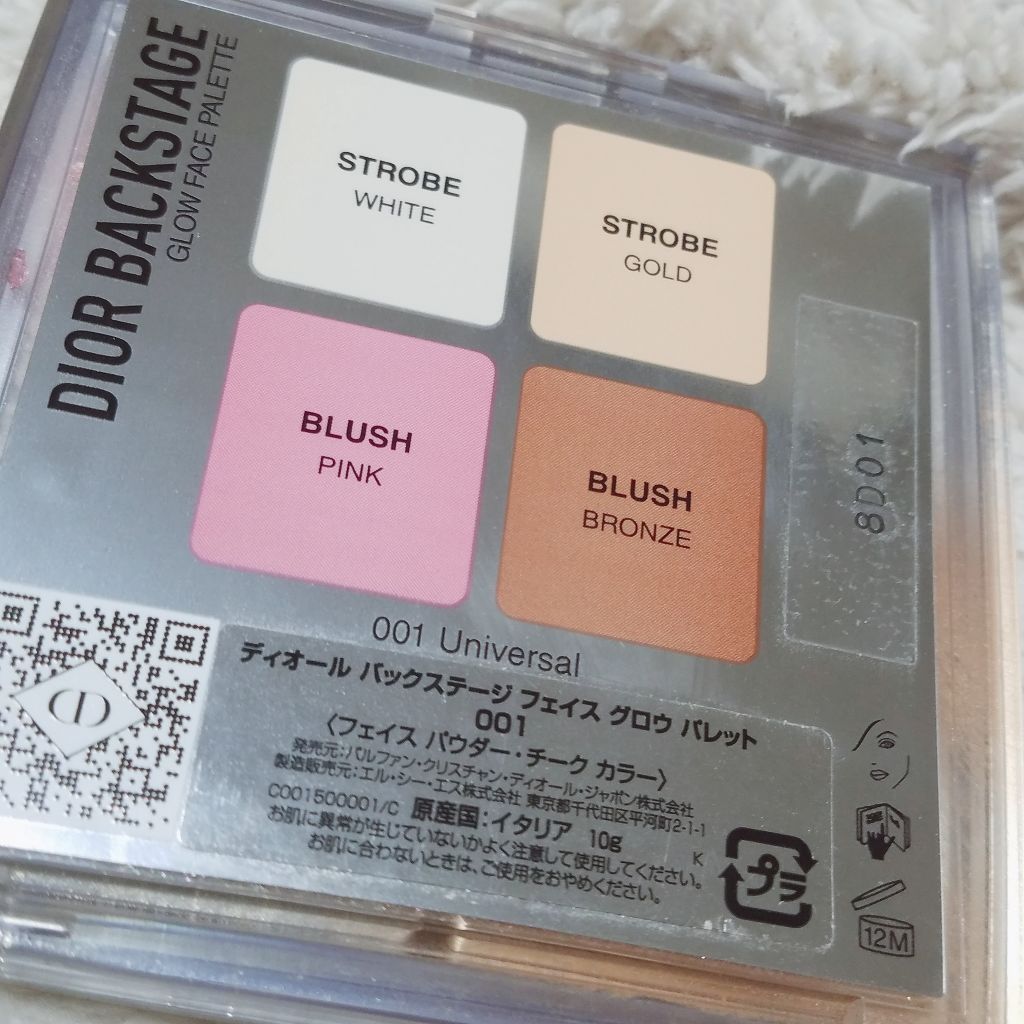 DIOR BACKSTAGE
GLOW FACE PALETTE
STROBE
WHITE
STROBE
GOLD
BLUSH
PINK
BLUSH
BRONZE
8D01
001 Universal
ディオール バックステージ フェイス グロウ パレット
001
〈フェイス パウダー・チーク カラー〉
発売元:パルファン・クリスチャン・ディオール・ジャポン株式会社
製造販売元:エル・シー・エス株式会社 東京都千代田区平河町2-1-1
C001500001/C 原産国:イタリア 10g K
お肌に異常が生じていないかよく注意して使用してください。
お肌に合わないときは、ご使用をおやめください。
プラ
12M
CD